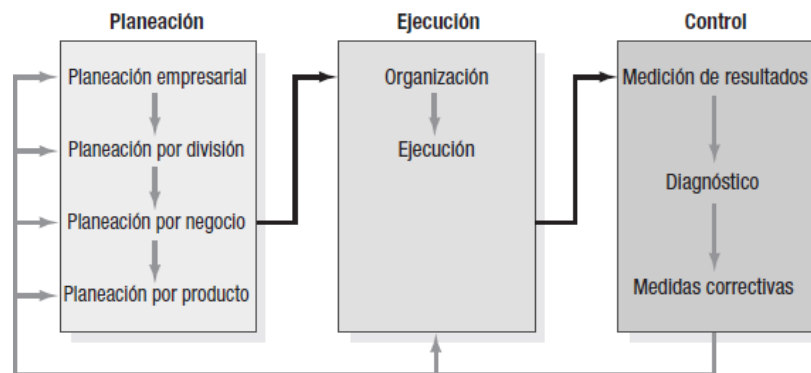 Planeación
Planeación empresarial
Planeación por división
Planeación por negocio
Planeación por producto
Ejecución
Organización
Ejecución
Control
Medición de resultados
Diagnóstico
Medidas correctivas